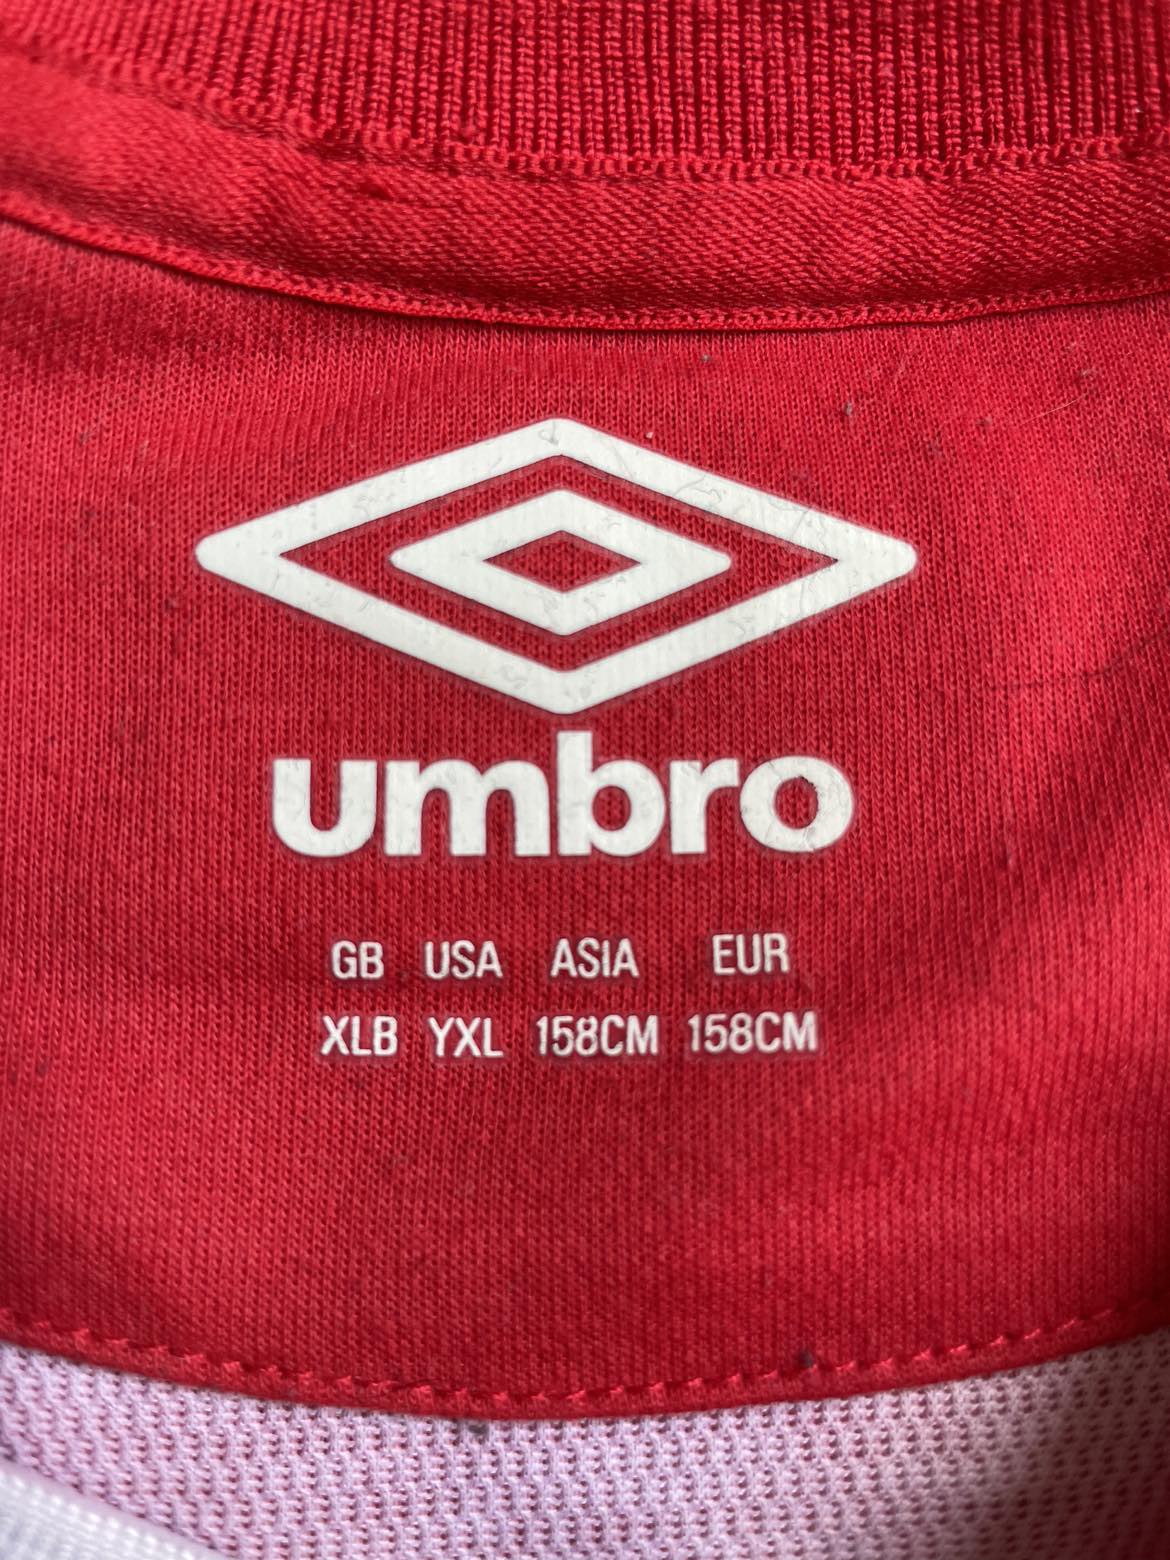 umbro
GB USA ASIA EUR
XLB YXL 158CM 158CM